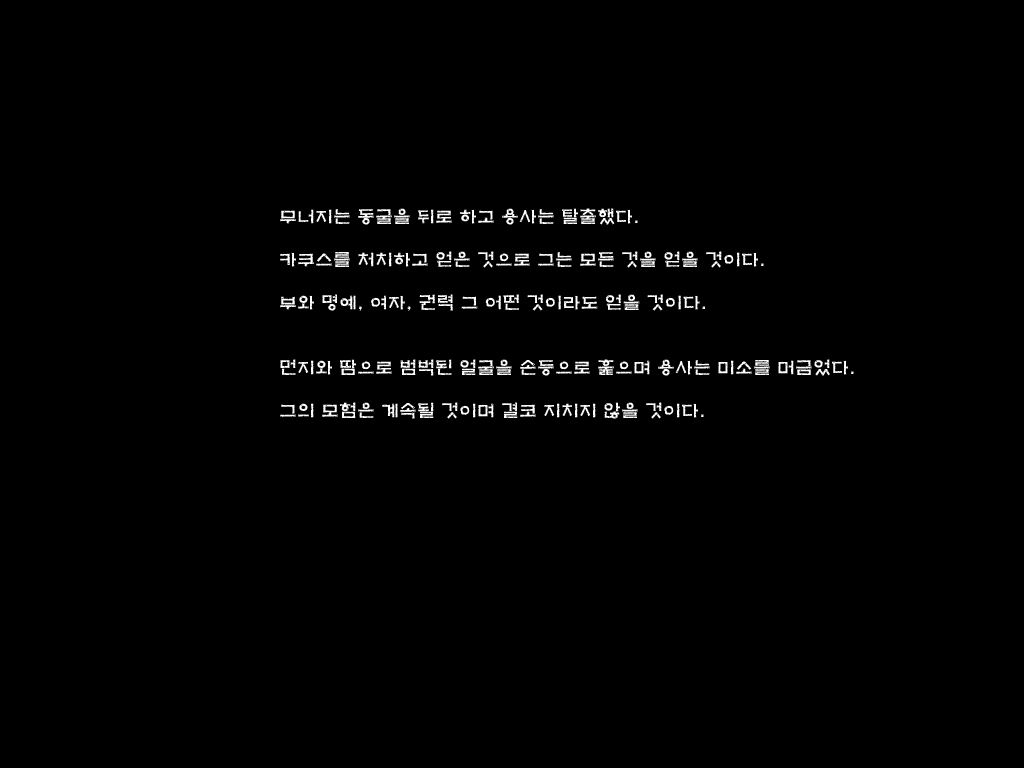 무너지는 동굴을 뒤로 하고 용사는 탈출했다.
카쿠스를 처치하고 얻은 것으로 그는 모든 것을 얻을 것이다.
부와 명예, 여자, 권력 그 어떤 것이라도 얻을 것이다.
먼지와 땀으로 범벅된 얼굴을 손등으로 훑으며 용사는 미소를 머금었다.
그의 모험은 계속될 것이며 결코 지치지 않을 것이다.